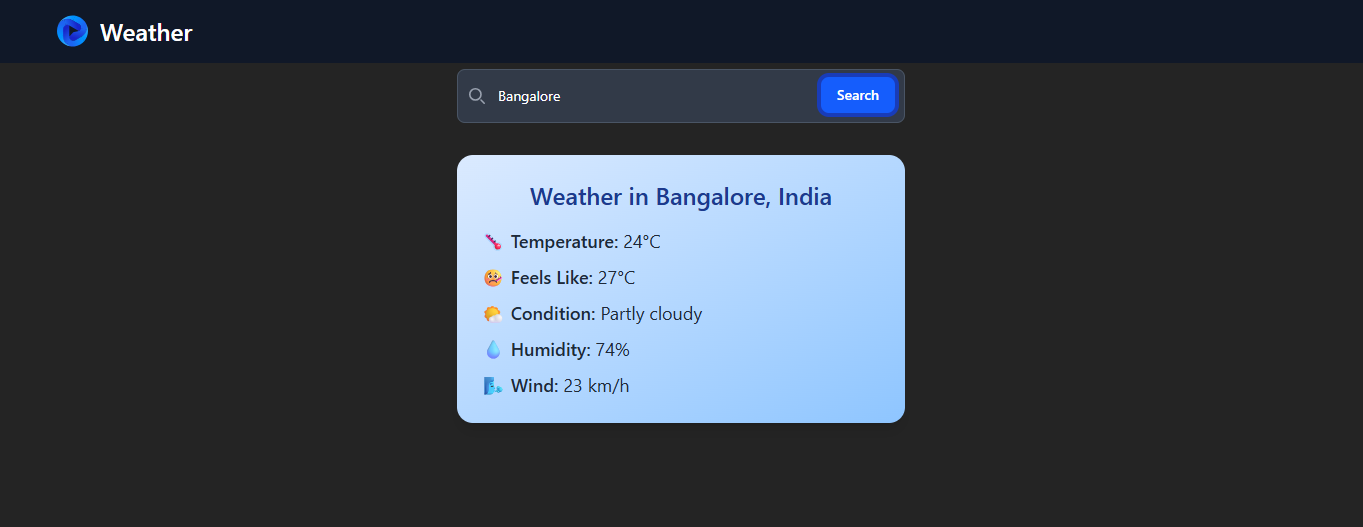 Weather
Bangalore
Search
Weather in Bangalore, India
Temperature: 24°C
Feels Like: 27°C
Condition: Partly cloudy
Humidity: 74%
Wind: 23 km/h